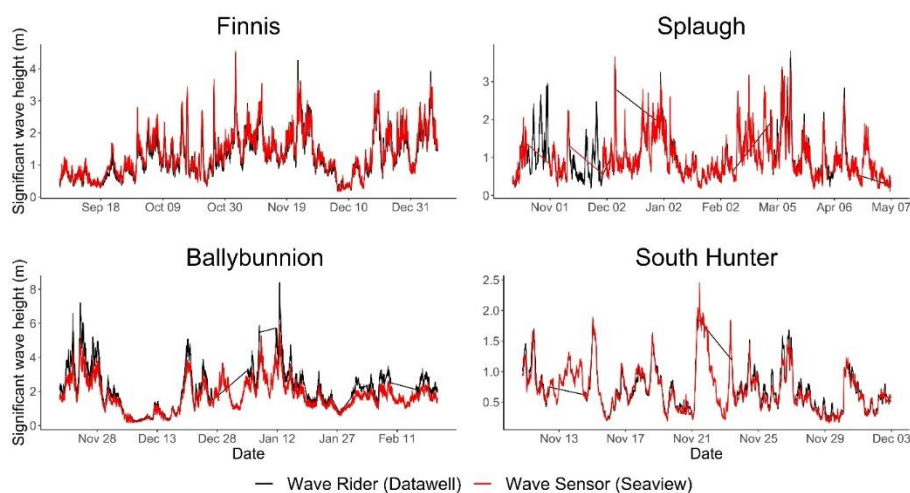 Finnis
Splaugh
Significant wave height (m)
4
3
2
1
0
Sep 18 Oct 09 Oct 30 Nov 19 Dec 10 Dec 31
3
2
1
0
Nov 01 Dec 02 Jan 02 Feb 02 Mar 05 Apr 06 May 07
Ballybunnion
South Hunter
Significant wave height (m)
8
6
4
2
0
Nov 28 Dec 13 Dec 28 Jan 12 Jan 27 Feb 11
Date
2.5
2.0
1.5
1.0
0.5
Nov 13 Nov 17 Nov 21 Nov 25 Nov 29 Dec 03
Date
Wave Rider (Datawell) Wave Sensor (Seaview)